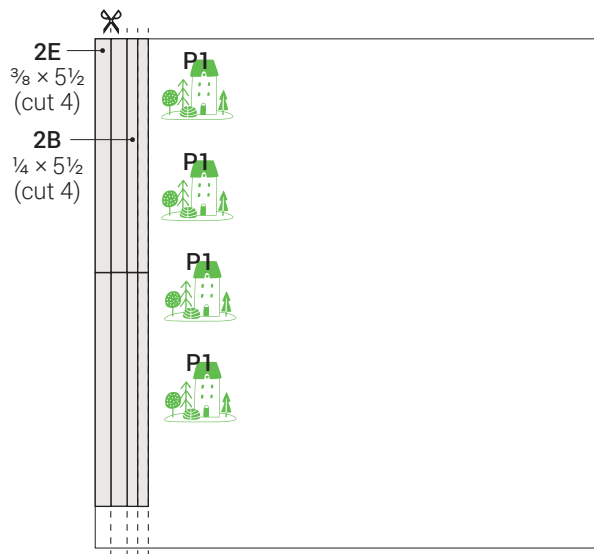 2E
⅜ × 5½
(cut 4)
2B
¼ × 5½
(cut 4)
P1
P1
P1
P1